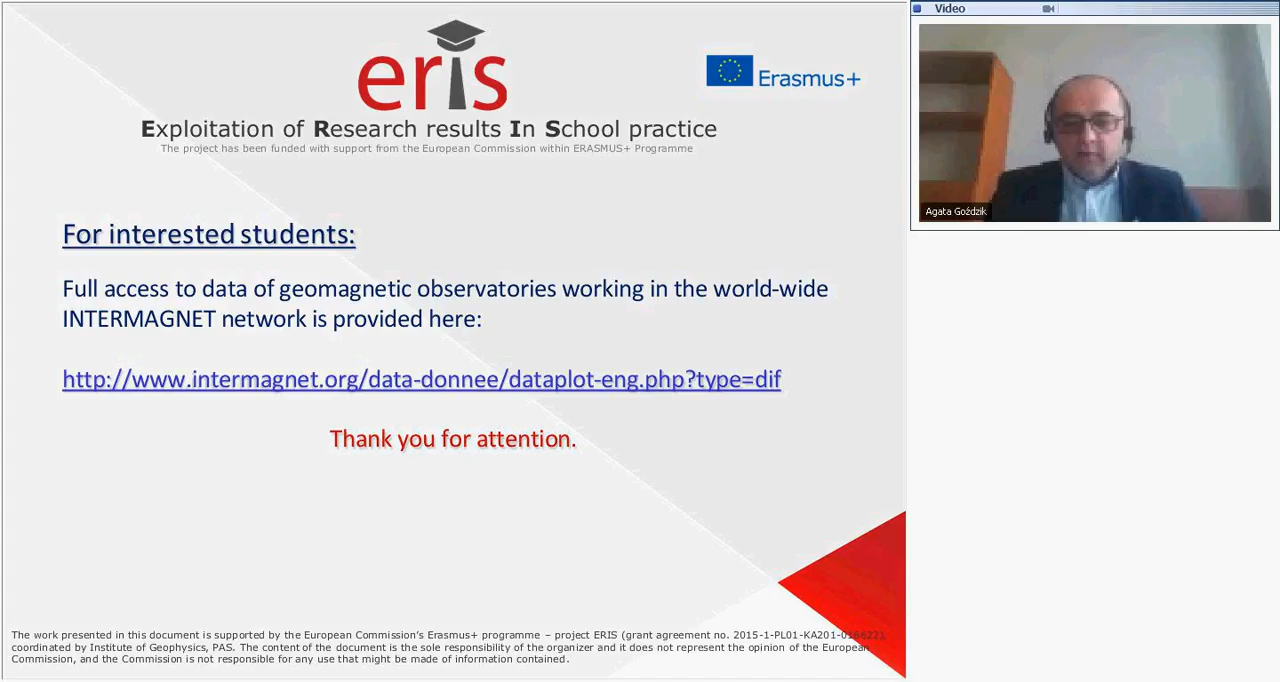 eris
Erasmus+
Exploitation of Research results In School practice
The project has been funded with support from the European Commission within ERASMUS+ Programme
For interested students:
Full access to data of geomagnetic observatories working in the world-wide
INTERMAGNET network is provided here:
http://www.intermagnet.org/data-donnee/dataplot-eng.php?type=dif
Thank you for attention.
The work presented in this document is supported by the European Commission's Erasmus+ programme – project ERIS (grant agreement no. 2015-1-PL01-KA201-016622),
coordinated by Institute of Geophysics, PAS. The content of the document is the sole responsibility of the organizer and it does not represent the opinion of the European
Commission, and the Commission is not responsible for any use that might be made of information contained.
Video
Agata Goździk